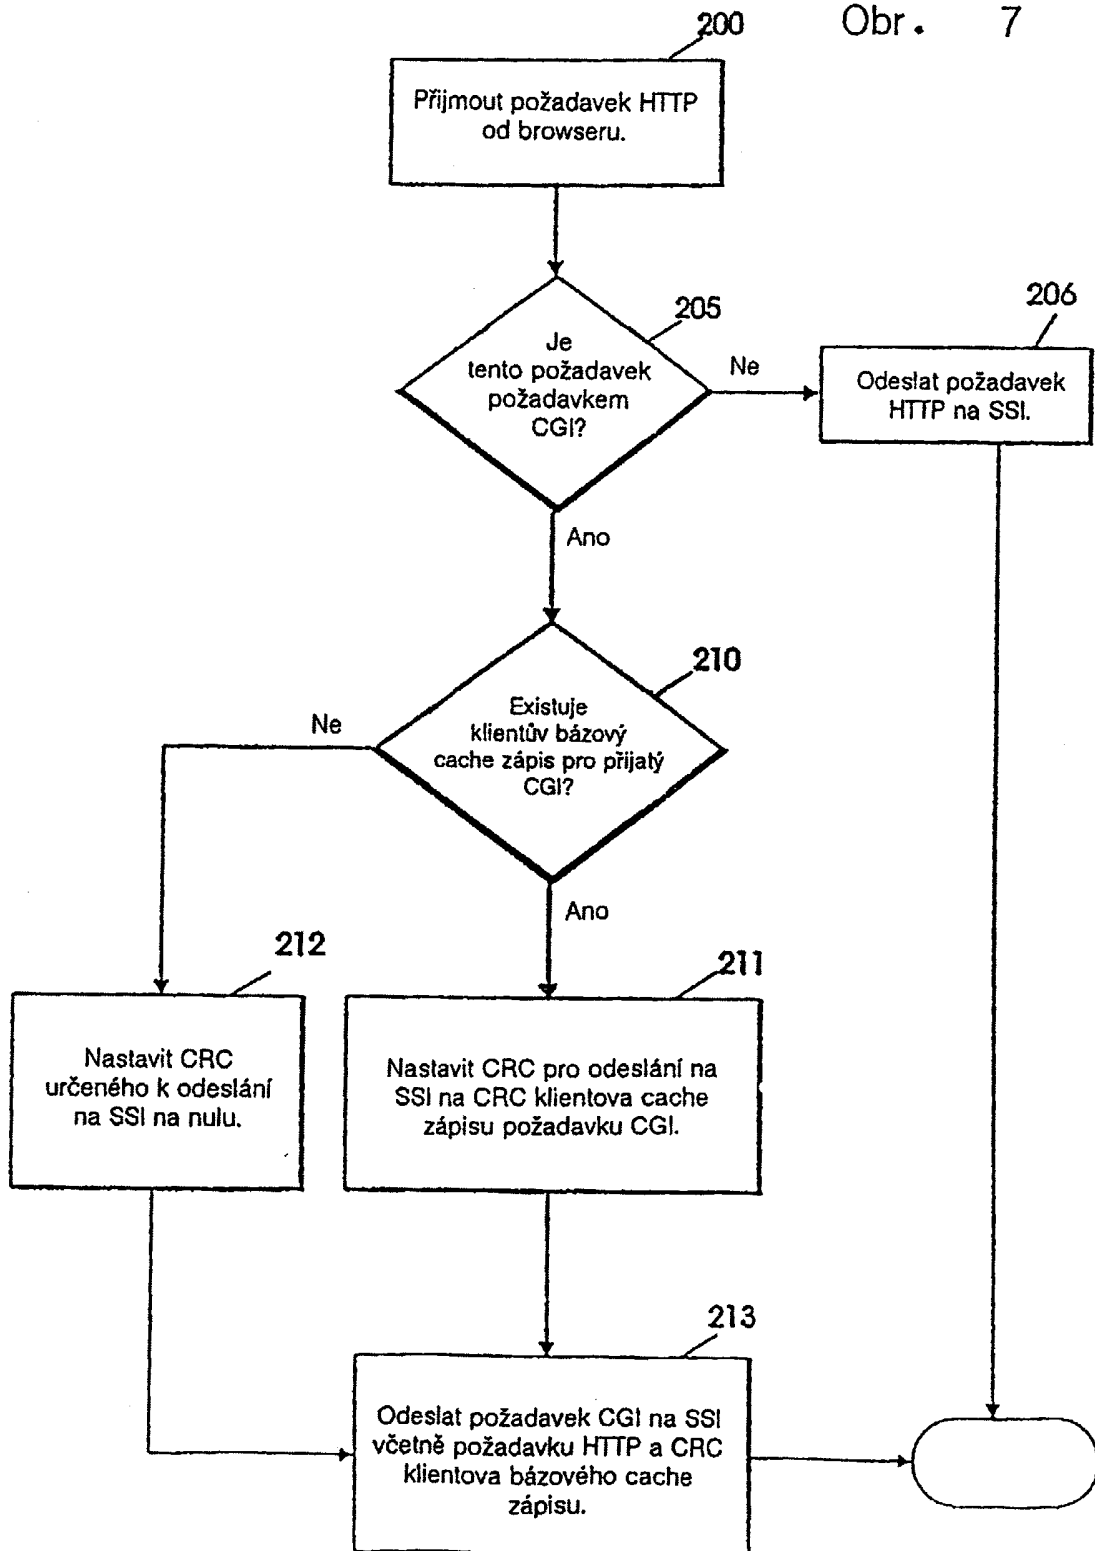 Obr. 7
200
Přijmout požadavek HTTP
od browseru.
205
Je
tento požadavek
požadavkem
CGI?
Ne
206
Odeslat požadavek
HTTP na SSI.
Ano
210
Existuje
klientův bázový
cache zápis pro přijatý
CGI?
Ne
Ano
212
Nastavit CRC
určeného k odeslání
na SSI na nulu.
211
Nastavit CRC pro odeslání na
SSI na CRC klientova cache
zápisu požadavku CGI.
213
Odeslat požadavek CGI na SSI
včetně požadavku HTTP a CRC
klientova bázového cache
zápisu.